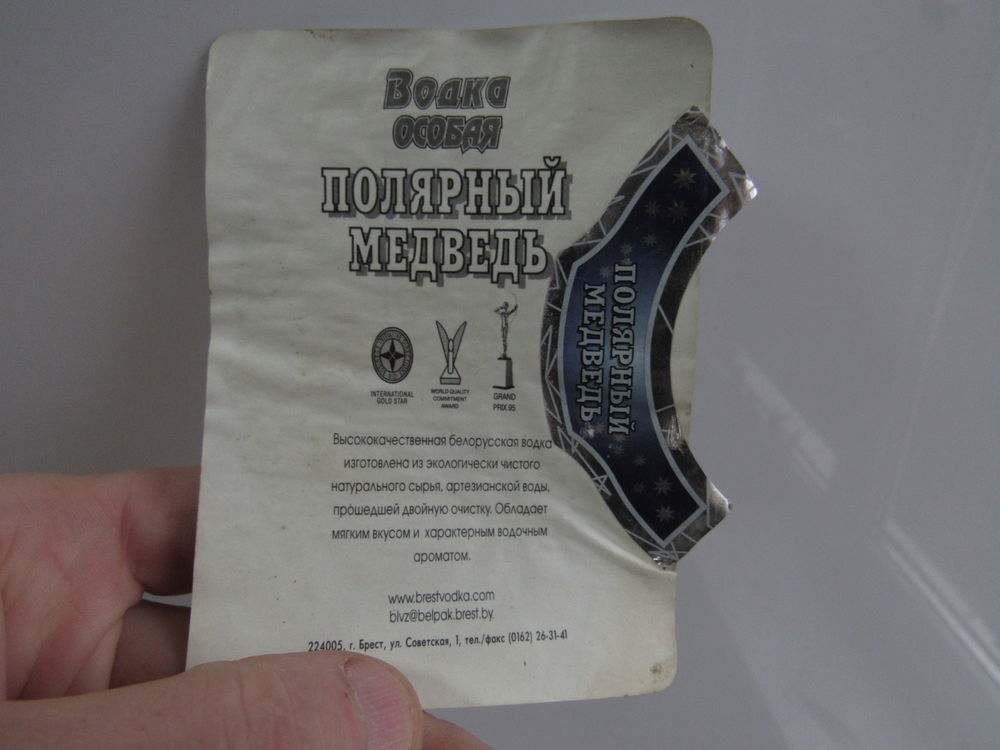 Водка
ОСОБАЯ
ПОЛЯРНЫЙ
МЕДВЕДЬ
INTERNATIONAL
GOLD STAR
WORLD QUALITY
COMMITMENT
AWARD
GRAND
PRIX 95
Высококачественная белорусская водка
изготовлена из экологически чистого
натурального сырья, артезианской воды,
прошедшей двойную очистку. Обладает
мягким вкусом и характерным водочным
ароматом.
www.brestvodka.com
blvz@belpak.brest.by
224005, г. Брест, ул. Советская, 1, тел./факс (0162) 26-31-41
ПОЛЯРНЫЙ
МЕДВЕДЬ